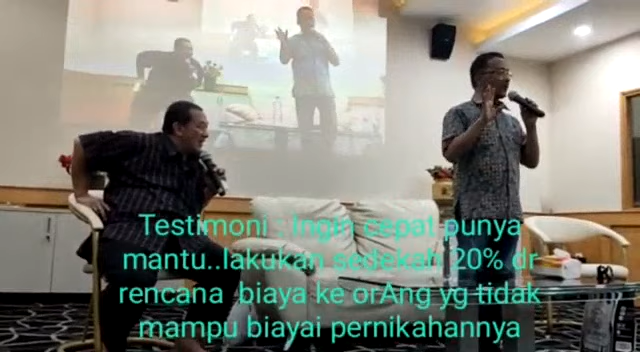 Testimoni : Ingin cepat punya
mantu..lakukan sedekah 20% dr
rencana biaya ke orAng yg tidak
mampu biayai pernikahannya